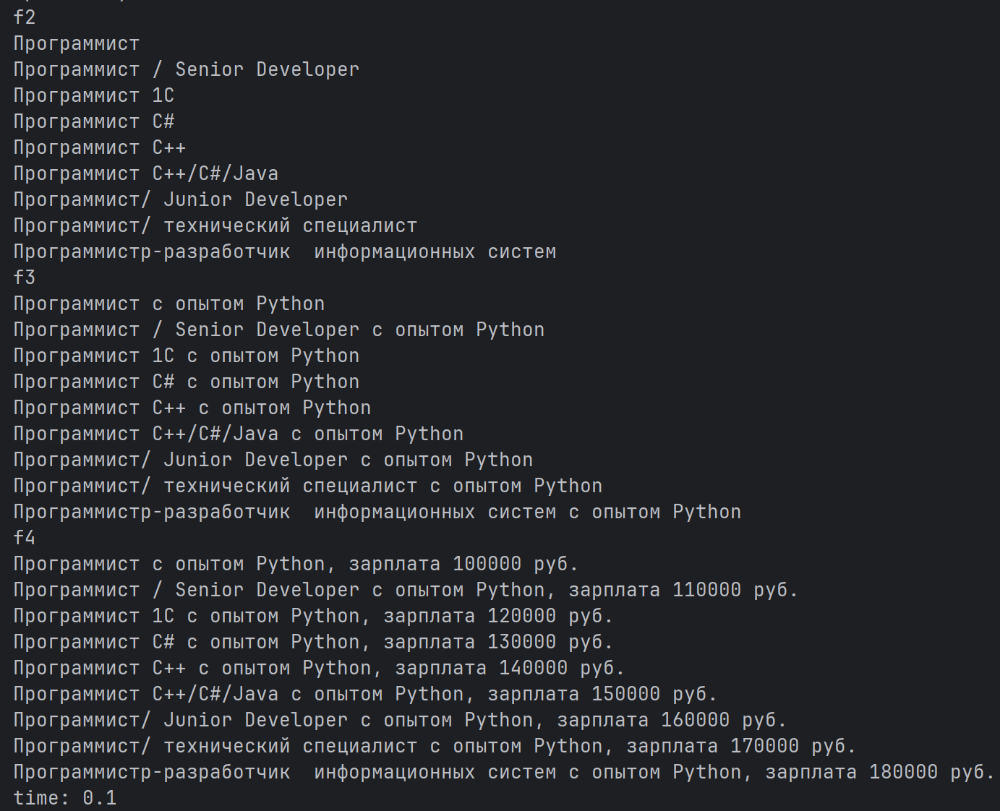 f2
Программист
Программист / Senior Developer
Программист 1C
Программист C#
Программист C++
Программист C++/C#/Java
Программист/ Junior Developer
Программист/ технический специалист
Программистр-разработчик  информационных систем
f3
Программист с опытом Python
Программист / Senior Developer с опытом Python
Программист 1C с опытом Python
Программист C# с опытом Python
Программист C++ с опытом Python
Программист C++/C#/Java с опытом Python
Программист/ Junior Developer с опытом Python
Программист/ технический специалист с опытом Python
Программистр-разработчик  информационных систем с опытом Python
f4
Программист с опытом Python, зарплата 100000 руб.
Программист / Senior Developer с опытом Python, зарплата 110000 руб.
Программист 1C с опытом Python, зарплата 120000 руб.
Программист C# с опытом Python, зарплата 130000 руб.
Программист C++ с опытом Python, зарплата 140000 руб.
Программист C++/C#/Java с опытом Python, зарплата 150000 руб.
Программист/ Junior Developer с опытом Python, зарплата 160000 руб.
Программист/ технический специалист с опытом Python, зарплата 170000 руб.
Программистр-разработчик  информационных систем с опытом Python, зарплата 180000 руб.
time: 0.1